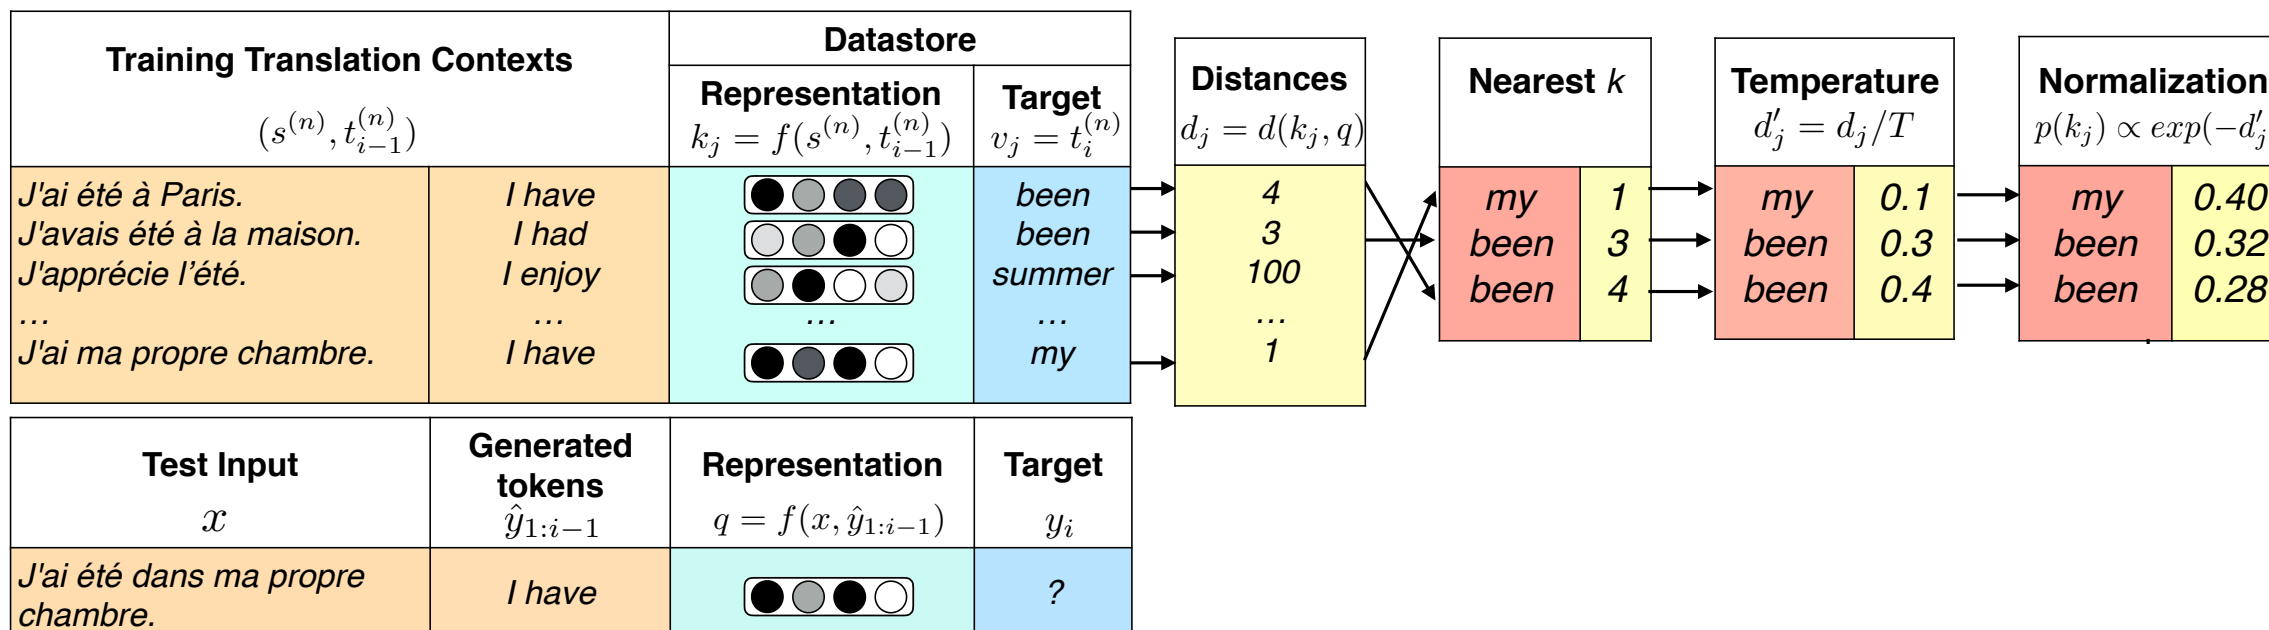 Training Translation Contexts
(s^{(n)}, t_{i-1}^{(n)})
Datastore
Representation
k_j = f(s^{(n)}, t_{i-1}^{(n)})
Target
v_j = t_i^{(n)}
Distances
d_j = d(k_j, q)
Nearest k
Temperature
d'_j = d_j/T
Normalization
p(k_j) ∝ exp(-d'_j
J'ai été à Paris. I have been 4
J'avais été à la maison. I had been 3
J'apprécie l'été. I enjoy summer 100
... ... ... ... ...
J'ai ma propre chambre. I have my 1
my 1 my 0.1 my 0.40
been 3 been 0.3 been 0.32
been 4 been 0.4 been 0.28
Test Input
x
Generated
tokens
ŷ_{1:i-1}
Representation
q = f(x, ŷ_{1:i-1})
Target
y_i
J'ai été dans ma propre
chambre.
I have
?